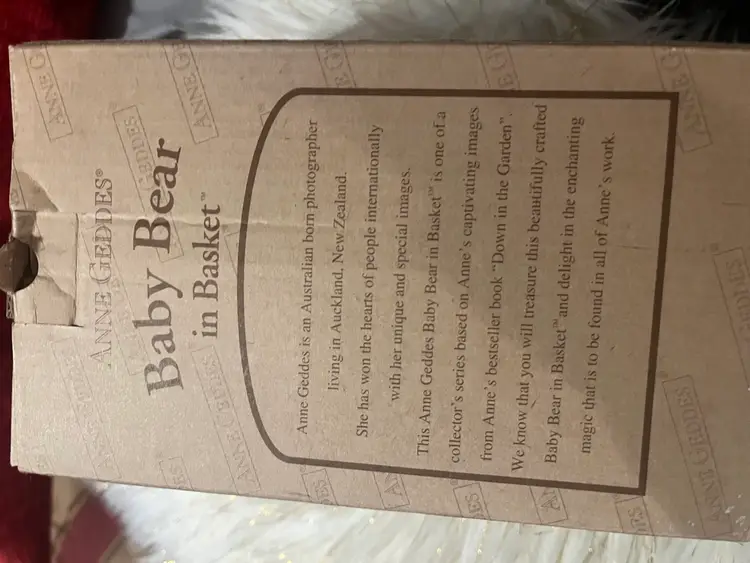 ANNE GEDDES®
Baby Bear
in Basket™
Anne Geddes is an Australian born photographer
living in Auckland, New Zealand.
She has won the hearts of people internationally
with her unique and special images.
This Anne Geddes Baby Bear in Basket™ is one of a
collector's series based on Anne's captivating images
from Anne's bestseller book "Down in the Garden".
We know that you will treasure this beautifully crafted
Baby Bear in Basket™ and delight in the enchanting
magic that is to be found in all of Anne's work.
ANNE GEDDES